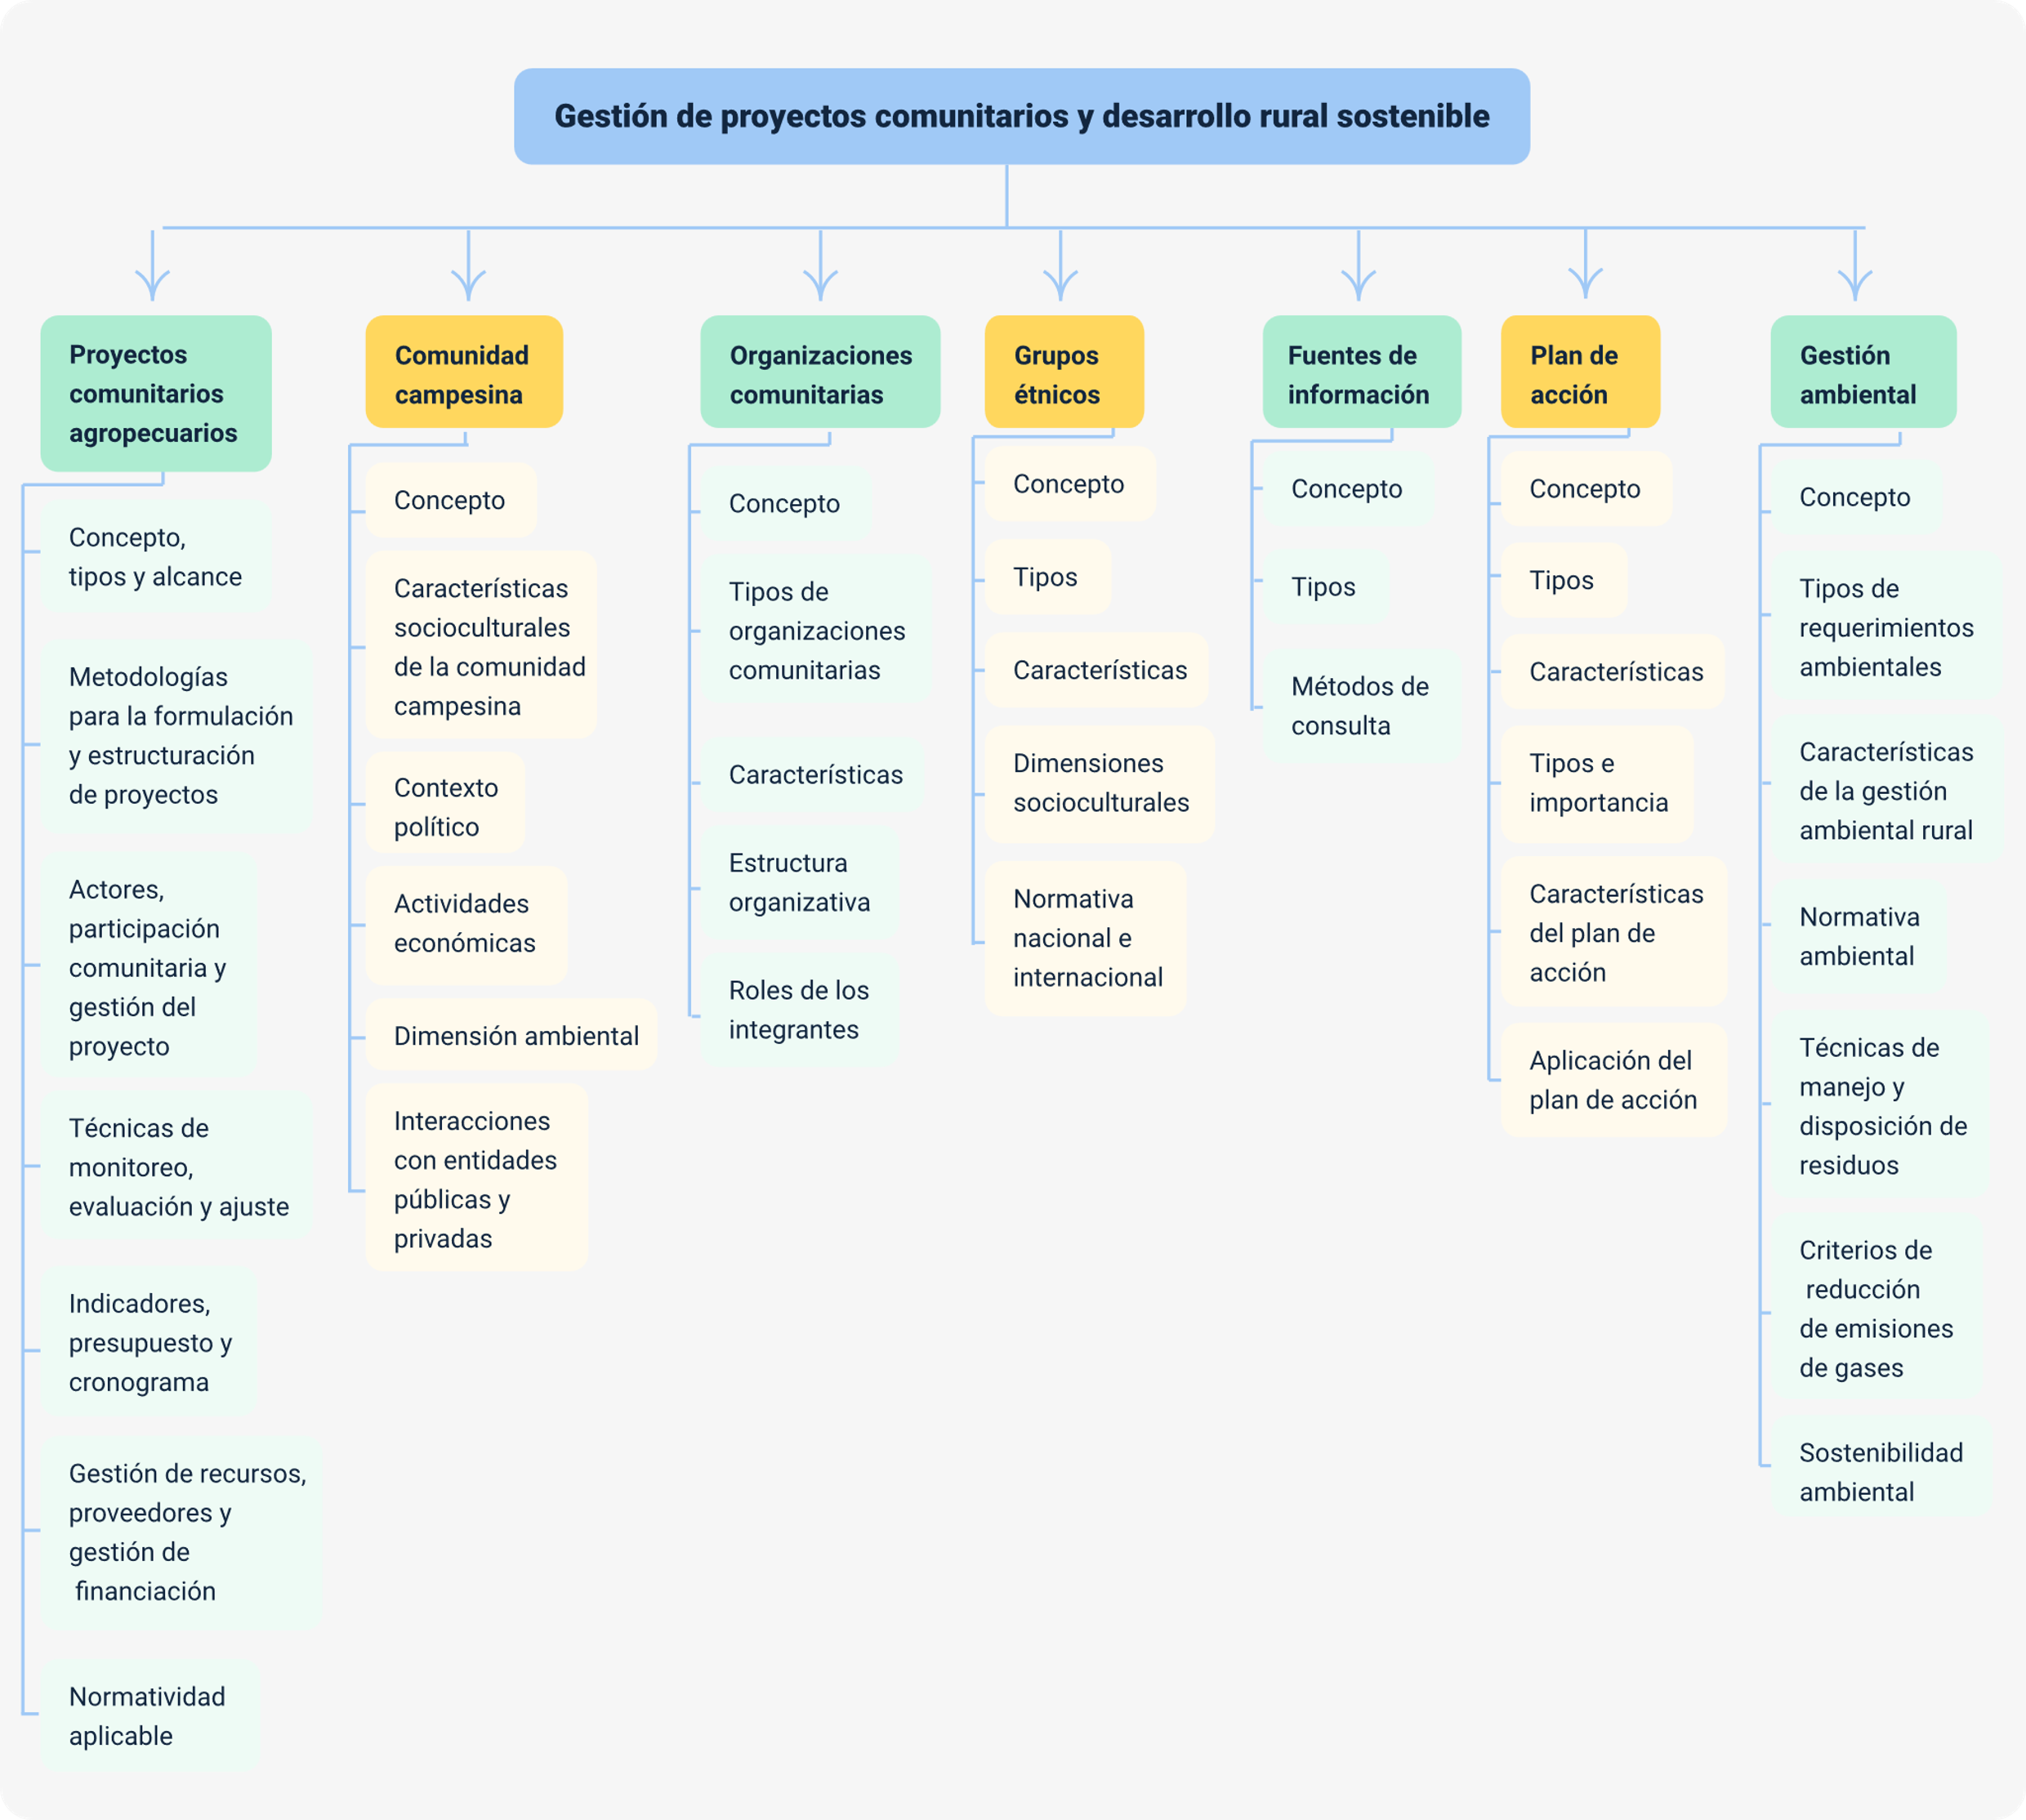 Gestión de proyectos comunitarios y desarrollo rural sostenible
Proyectos
comunitarios
agropecuarios
Concepto,
tipos y alcance
Metodologías
para la formulación
y estructuración
de proyectos
Actores,
participación
comunitaria y
gestión del
proyecto
Técnicas de
monitoreo,
evaluación y ajuste
Indicadores,
presupuesto y
cronograma
Gestión de recursos,
proveedores y
gestión de
financiación
Normatividad
aplicable
Comunidad
campesina
Concepto
Características
socioculturales
de la comunidad
campesina
Contexto
político
Actividades
económicas
Dimensión ambiental
Interacciones
con entidades
públicas y
privadas
Organizaciones
comunitarias
Concepto
Tipos de
organizaciones
comunitarias
Características
Estructura
organizativa
Roles de los
integrantes
Grupos
étnicos
Concepto
Tipos
Características
Dimensiones
socioculturales
Normativa
nacional e
internacional
Fuentes de
información
Concepto
Tipos
Métodos de
consulta
Plan de
acción
Concepto
Tipos
Características
Tipos e
importancia
Características
del plan de
acción
Aplicación del
plan de acción
Gestión
ambiental
Concepto
Tipos de
requerimientos
ambientales
Características
de la gestión
ambiental rural
Normativa
ambiental
Técnicas de
manejo y
disposición de
residuos
Criterios de
reducción
de emisiones
de gases
Sostenibilidad
ambiental